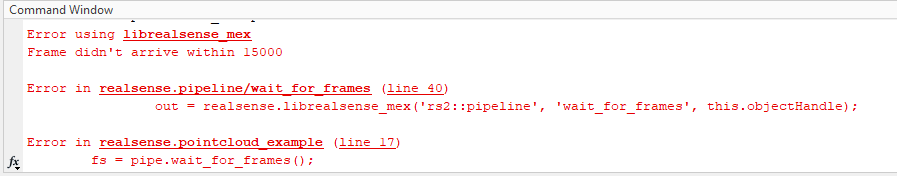 Command Window
Error using librealsense_mex
Frame didn't arrive within 15000
Error in realsense.pipeline/wait_for_frames (line 40)
out = realsense.librealsense_mex('rs2::pipeline', 'wait_for_frames', this.objectHandle);
Error in realsense.pointcloud_example (line 17)
fx fs = pipe.wait_for_frames();